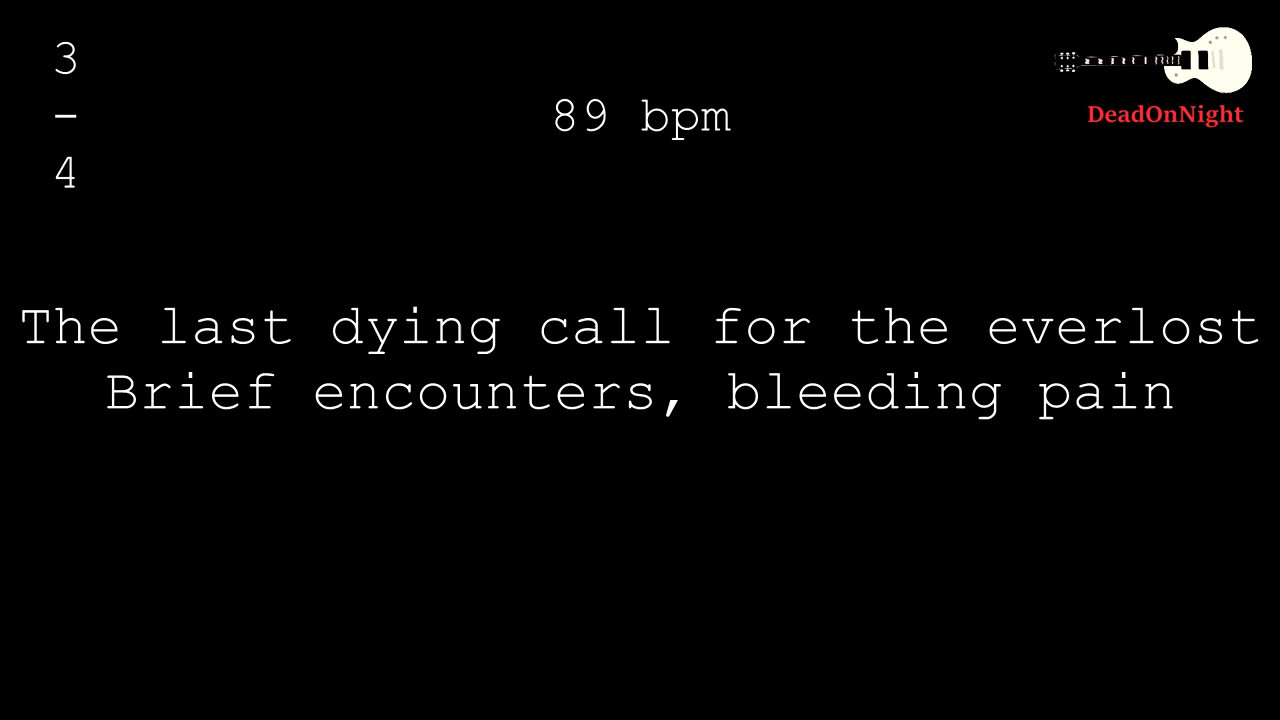 3
-
4
89 bpm
DeadOnNight
The last dying call for the everlost
Brief encounters, bleeding pain